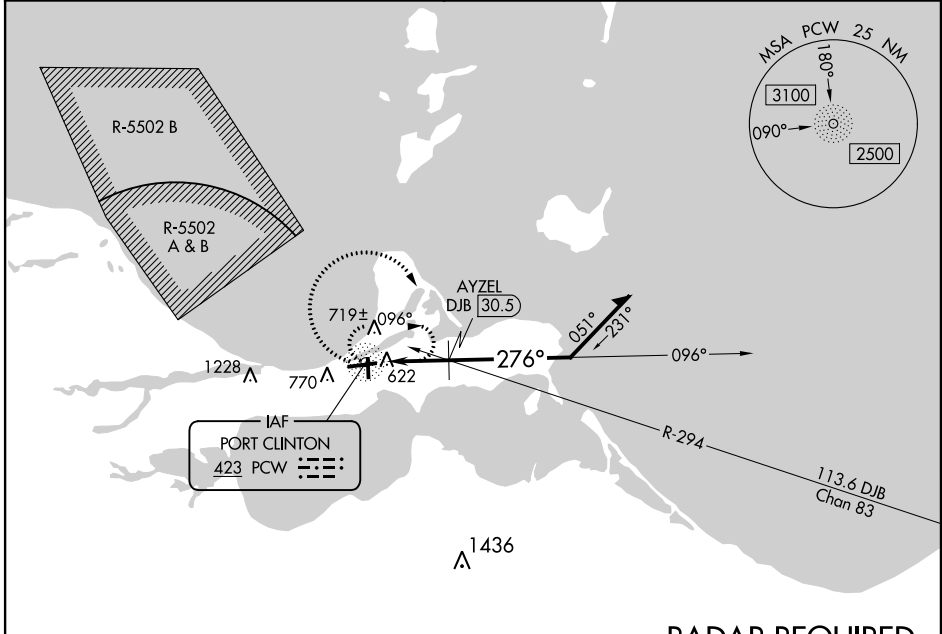 MSA PCW 25 NM
180°
3100
090°
2500
R-5502 B
R-5502
A & B
AYZEL
DJB 30.5
719±
096°
051°
231°
276°
096°
1228
770
622
IAF
PORT CLINTON
423 PCW
R-294
113.6 DJB
Chan 83
1436
RADAR REQUIRED